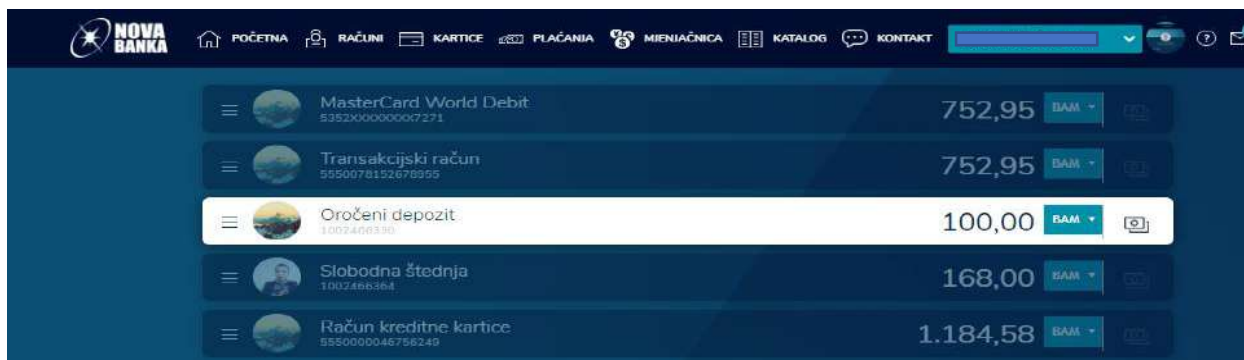 NOVA BANKA
POČETNA RAČUNI KARTICE PLAĆANJA MJENJAČNICA KATALOG KONTAKT
MasterCard World Debit 752,95 BAM
5352XXXXXXXX7271
Transakcijski račun 752,95 BAM
Oročeni depozit 100,00 BAM
Slobodna štednja 168,00 BAM
1002466364
Račun kreditne kartice 1.184,58 BAM
5550000046756249